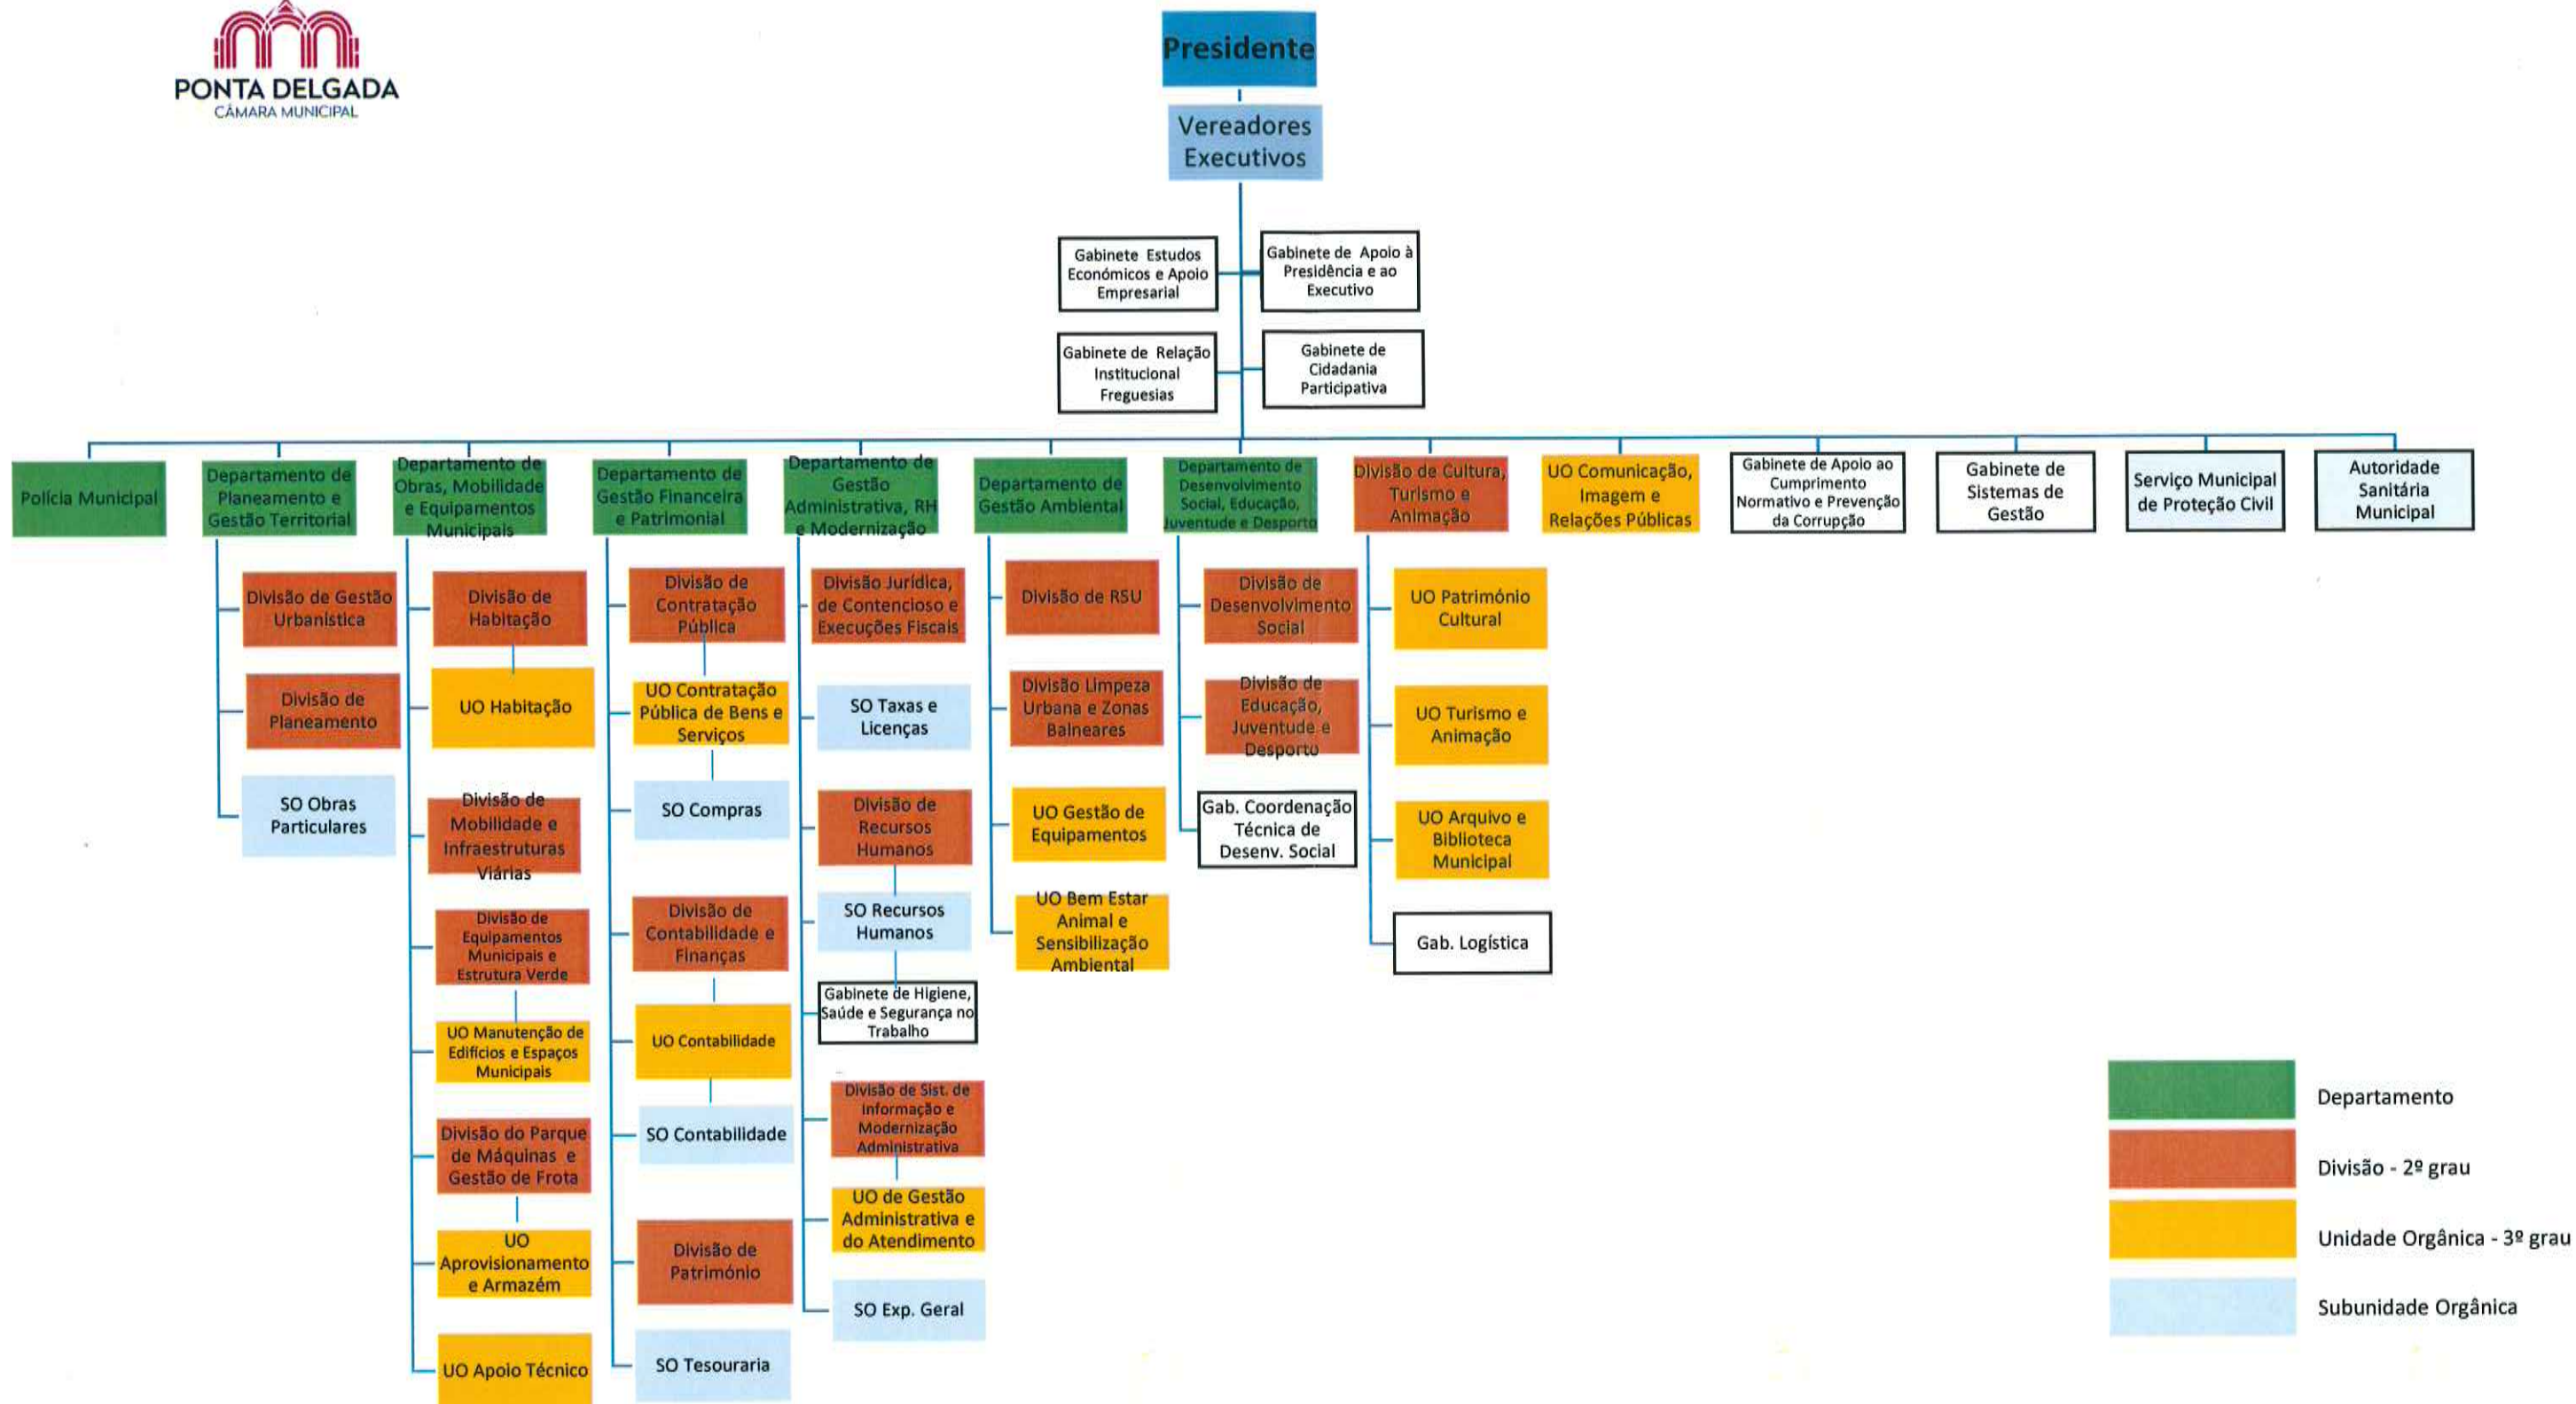 PONTA DELGADA
CÂMARA MUNICIPAL
Presidente
Vereadores
Executivos
Gabinete Estudos
Económicos e Apoio
Empresarial
Gabinete de Apoio à
Presidência e ao
Executivo
Gabinete de Relação
Institucional
Freguesias
Gabinete de
Cidadania
Participativa
Polícia Municipal
Departamento de
Planeamento e
Gestão Territorial
Departamento de
Obras, Mobilidade
e Equipamentos
Municipais
Departamento de
Gestão Financeira
e Patrimonial
Departamento de
Gestão
Administrativa, RH
e Modernização
Departamento de
Gestão Ambiental
Departamento de
Desenvolvimento
Social, Educação,
Juventude e Desporto
Divisão de Cultura,
Turismo e
Animação
UO Comunicação,
Imagem e
Relações Públicas
Gabinete de Apoio ao
Cumprimento
Normativo e Prevenção
da Corrupção
Gabinete de
Sistemas de
Gestão
Serviço Municipal
de Proteção Civil
Autoridade
Sanitária
Municipal
Divisão de Gestão
Urbanística
Divisão de
Planeamento
SO Obras
Particulares
Divisão de
Habitação
UO Habitação
Divisão de
Mobilidade e
Infraestruturas
Viárias
Divisão de
Equipamentos
Municipais e
Estrutura Verde
UO Manutenção de
Edifícios e Espaços
Municipais
Divisão do Parque
de Máquinas e
Gestão de Frota
UO
Aprovisionamento
e Armazém
UO Apoio Técnico
Divisão de
Contratação
Pública
UO Contratação
Pública de Bens e
Serviços
SO Compras
Divisão de
Contabilidade e
Finanças
UO Contabilidade
SO Contabilidade
Divisão de
Património
SO Tesouraria
Divisão Jurídica,
de Contencioso e
Execuções Fiscais
SO Taxas e
Licenças
Divisão de
Recursos
Humanos
SO Recursos
Humanos
Gabinete de Higiene,
Saúde e Segurança no
Trabalho
Divisão de Sist. de
Informação e
Modernização
Administrativa
UO de Gestão
Administrativa e
do Atendimento
SO Exp. Geral
Divisão de RSU
Divisão Limpeza
Urbana e Zonas
Balneares
UO Gestão de
Equipamentos
UO Bem Estar
Animal e
Sensibilização
Ambiental
Divisão de
Desenvolvimento
Social
Divisão de
Educação,
Juventude e
Desporto
Gab. Coordenação
Técnica de
Desenv. Social
UO Património
Cultural
UO Turismo e
Animação
UO Arquivo e
Biblioteca
Municipal
Gab. Logística
Departamento
Divisão - 2º grau
Unidade Orgânica - 3º grau
Subunidade Orgânica